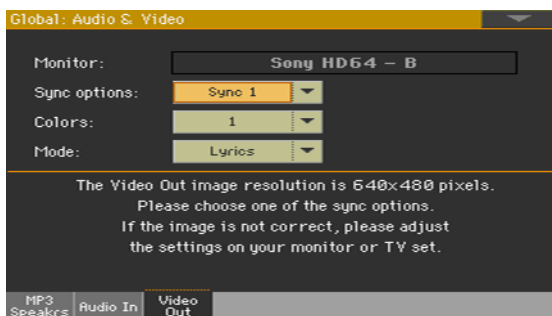 Global: Audio & Video
Monitor: Sony HD64 - B
Sync options: Sync 1
Colors: 1
Mode: Lyrics
The Video Out image resolution is 640x480 pixels.
Please choose one of the sync options.
If the image is not correct, please adjust
the settings on your monitor or TV set.
MP3 Speakrs Audio In Video Out